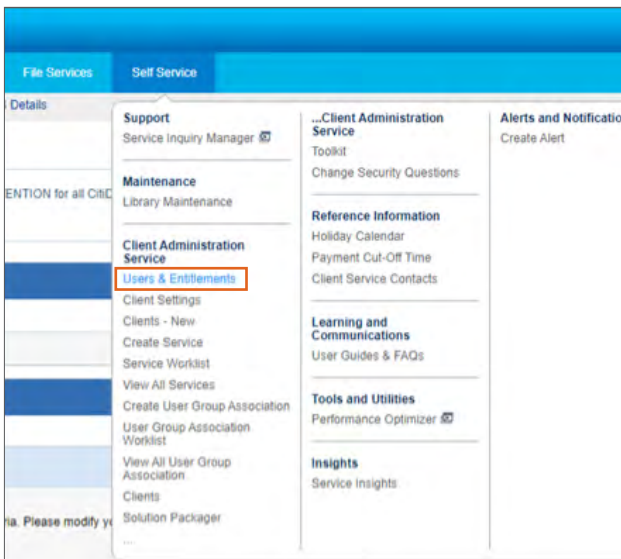 File Services
Self Service
Details
Support
Service Inquiry Manager
Maintenance
Library Maintenance
Client Administration
Service
Users & Entitlements
Client Settings
Clients - New
Create Service
Service Worklist
View All Services
Create User Group Association
User Group Association
Worklist
View All User Group
Association
Clients
Solution Packager
...
...Client Administration
Service
Toolkit
Change Security Questions
Reference Information
Holiday Calendar
Payment Cut-Off Time
Client Service Contacts
Learning and
Communications
User Guides & FAQs
Tools and Utilities
Performance Optimizer
Insights
Service Insights
Alerts and Notificatio
Create Alert
ENTION for all CitiD
ria. Please modify yo